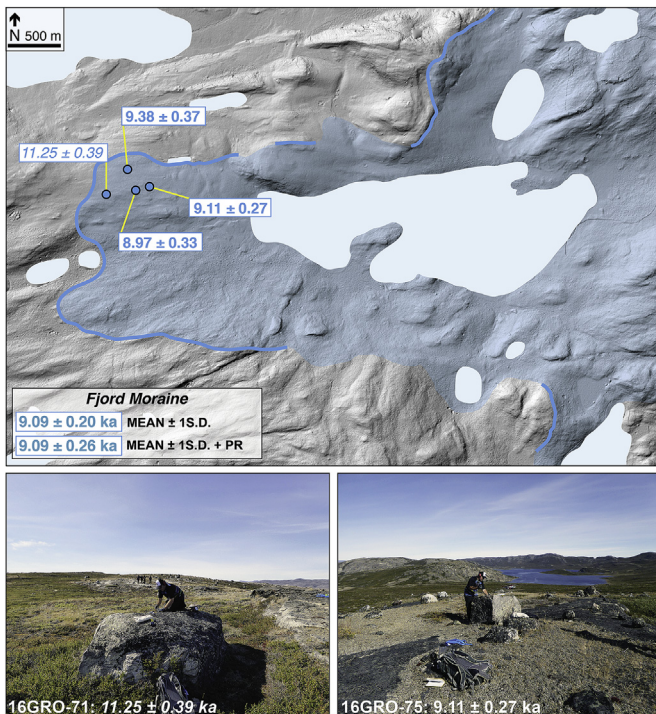 N 500 m
9.38 ± 0.37
11.25 ± 0.39
9.11 ± 0.27
8.97 ± 0.33
Fjord Moraine
9.09 ± 0.20 ka MEAN ± 1S.D.
9.09 ± 0.26 ka MEAN ± 1S.D. + PR
16GRO-71: 11.25 ± 0.39 ka
16GRO-75: 9.11 ± 0.27 ka